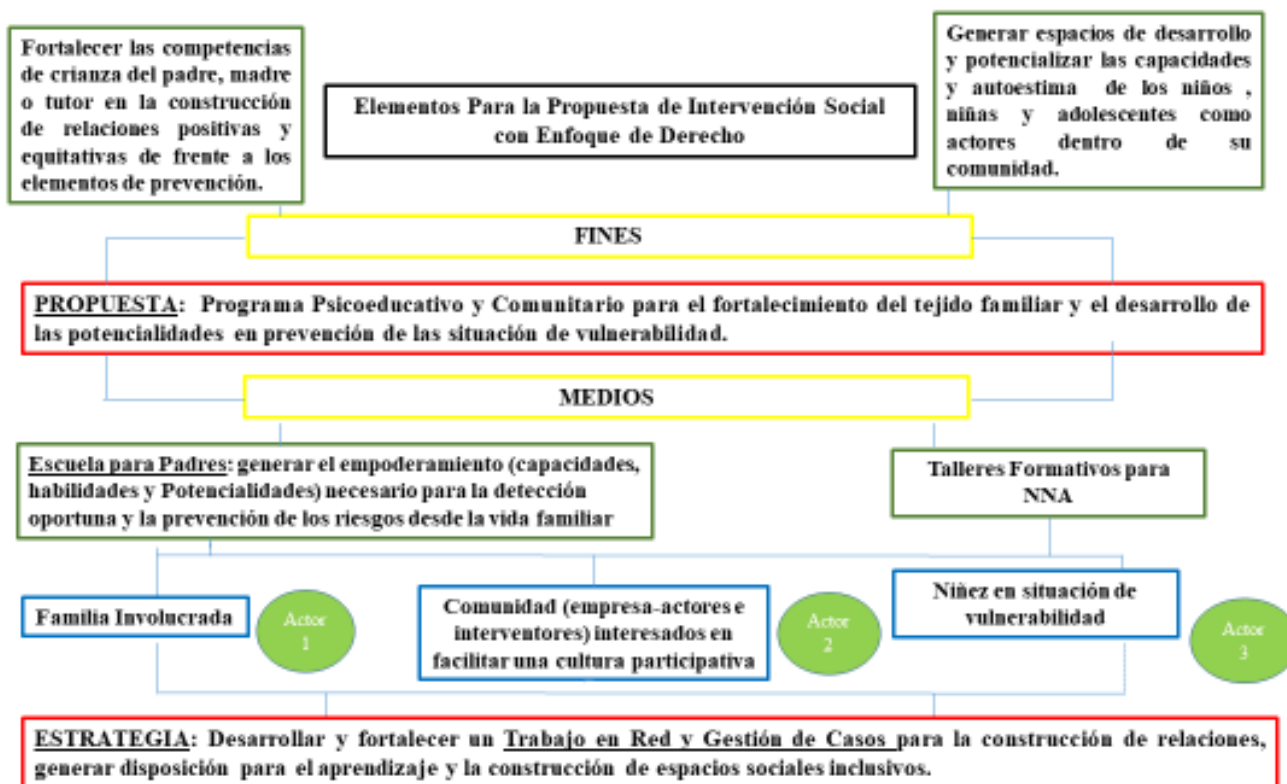 Fortalecer las competencias
de crianza del padre, madre
o tutor en la construcción
de relaciones positivas y
equitativas de frente a los
elementos de prevención.
Elementos Para la Propuesta de Intervención Social
con Enfoque de Derecho
Generar espacios de desarrollo
y potencializar las capacidades
y autoestima de los niños ,
niñas y adolescentes como
actores dentro de su
comunidad.
FINES
PROPUESTA: Programa Psicoeducativo y Comunitario para el fortalecimiento del tejido familiar y el desarrollo de
las potencialidades en prevención de las situación de vulnerabilidad.
MEDIOS
Escuela para Padres: generar el empoderamiento (capacidades,
habilidades y Potencialidades) necesario para la detección
oportuna y la prevención de los riesgos desde la vida familiar
Talleres Formativos para
NNA
Familia Involucrada
Actor
1
Comunidad (empresa-actores e
interventores) interesados en
facilitar una cultura participativa
Actor
2
Niñez en situación de
vulnerabilidad
Actor
3
ESTRATEGIA: Desarrollar y fortalecer un Trabajo en Red y Gestión de Casos para la construcción de relaciones,
generar disposición para el aprendizaje y la construcción de espacios sociales inclusivos.